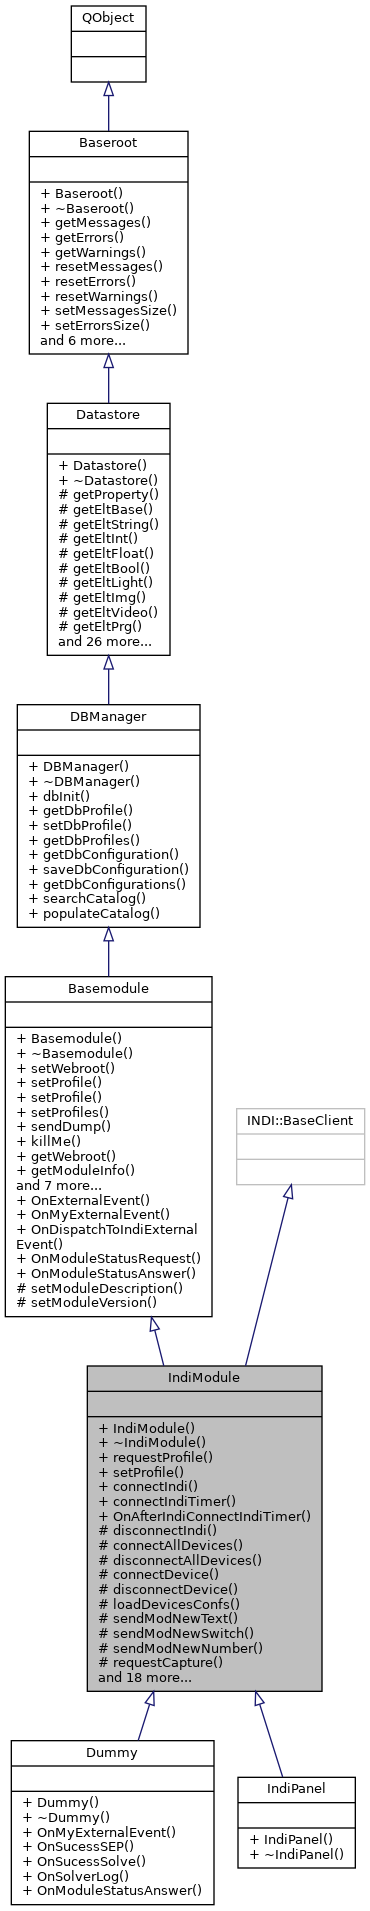 QObject
Baseroot
+ Baseroot()
+ ~Baseroot()
+ getMessages()
+ getErrors()
+ getWarnings()
+ resetMessages()
+ resetErrors()
+ resetWarnings()
+ setMessagesSize()
+ setErrorsSize()
and 6 more...
Datastore
+ Datastore()
+ ~Datastore()
# getProperty()
# getEltBase()
# getEltString()
# getEltInt()
# getEltFloat()
# getEltBool()
# getEltLight()
# getEltImg()
# getEltVideo()
# getEltPrg()
and 26 more...
DBManager
+ DBManager()
+ ~DBManager()
+ dbInit()
+ getDbProfile()
+ setDbProfile()
+ getDbProfiles()
+ getDbConfiguration()
+ saveDbConfiguration()
+ getDbConfigurations()
+ searchCatalog()
+ populateCatalog()
Basemodule
+ Basemodule()
+ ~Basemodule()
+ setWebroot()
+ setProfile()
+ setProfile()
+ setProfiles()
+ sendDump()
+ killMe()
+ getWebroot()
+ getModuleInfo()
and 7 more...
+ OnExternalEvent()
+ OnMyExternalEvent()
+ OnDispatchToIndiExternal
Event()
+ OnModuleStatusRequest()
+ OnModuleStatusAnswer()
# setModuleDescription()
# setModuleVersion()
INDI::BaseClient
IndiModule
+ IndiModule()
+ ~IndiModule()
+ requestProfile()
+ setProfile()
+ connectIndi()
+ connectIndiTimer()
+ OnAfterIndiConnectIndiTimer()
# disconnectIndi()
# connectAllDevices()
# disconnectAllDevices()
# connectDevice()
# disconnectDevice()
# loadDevicesConfs()
# sendModNewText()
# sendModNewSwitch()
# sendModNewNumber()
# requestCapture()
and 18 more...
Dummy
+ Dummy()
+ ~Dummy()
+ OnMyExternalEvent()
+ OnSucessSEP()
+ OnSucessSolve()
+ OnSolverLog()
+ OnModuleStatusAnswer()
IndiPanel
+ IndiPanel()
+ ~IndiPanel()